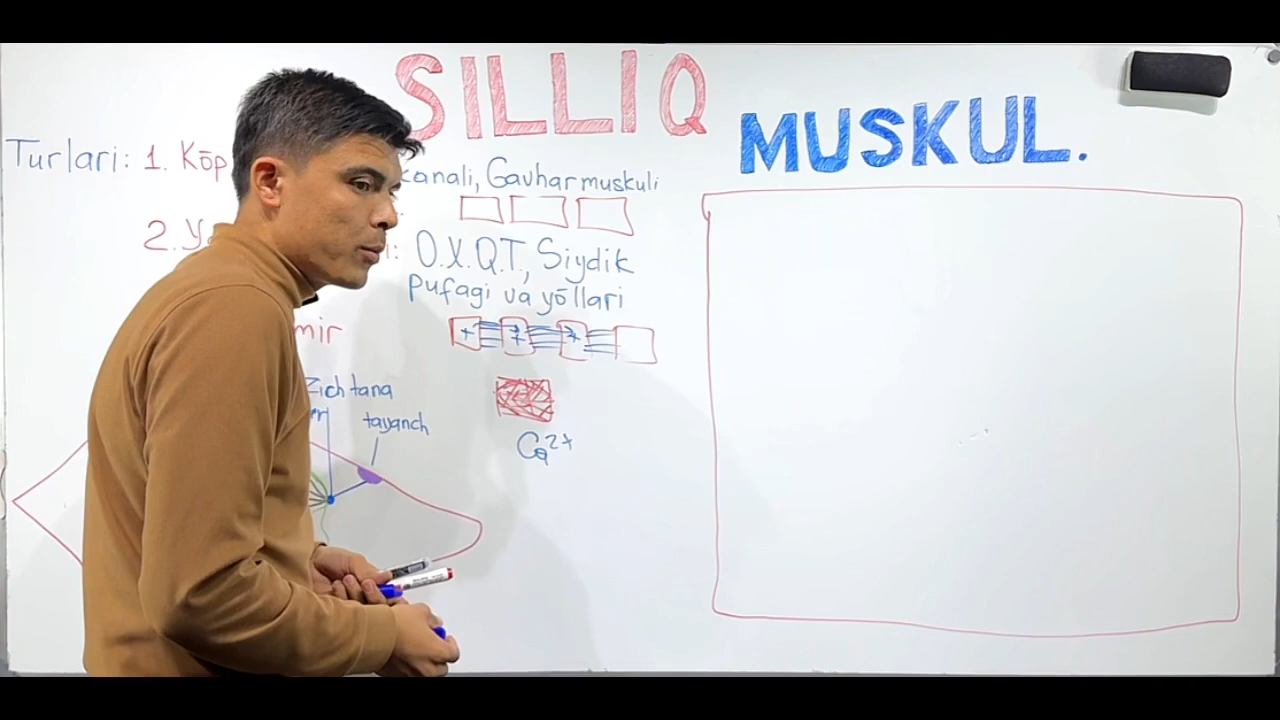 SILLIQ
MUSKUL.
Turlari: 1. Kōp kanali, Gavhar muskuli
2. O.X.Q.T., Siydik
pufagi va yōllari
+ + +
mir
Zich tana
tayanch
Ca2+